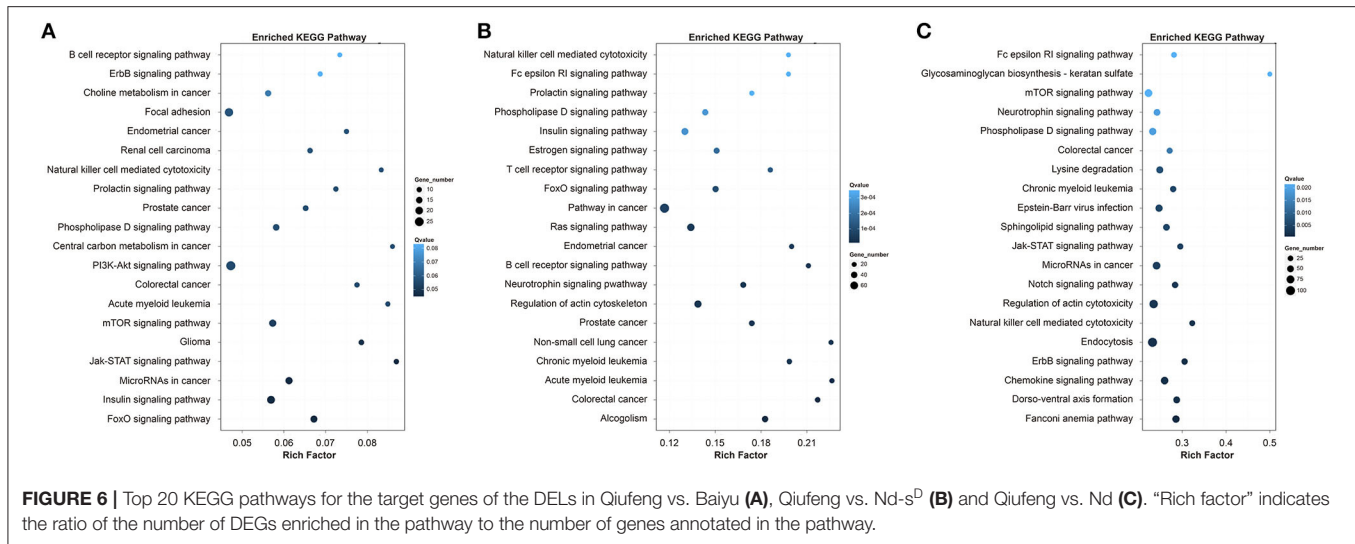 A
Enriched KEGG Pathway
B cell receptor signaling pathway
ErbB signaling pathway
Choline metabolism in cancer
Focal adhesion
Endometrial cancer
Renal cell carcinoma
Natural killer cell mediated cytotoxicity
Prolactin signaling pathway
Prostate cancer
Phospholipase D signaling pathway
Central carbon metabolism in cancer
PI3K-Akt signaling pathway
Colorectal cancer
Acute myeloid leukemia
mTOR signaling pathway
Glioma
Jak-STAT signaling pathway
MicroRNAs in cancer
Insulin signaling pathway
FoxO signaling pathway
0.05 0.06 0.07 0.08
Rich Factor
Gene_number
10
15
20
25
Qvalue
0.08
0.07
0.06
0.05
B
Enriched KEGG Pathway
Natural killer cell mediated cytotoxicity
Fc epsilon RI signaling pathway
Prolactin signaling pathway
Phospholipase D signaling pathway
Insulin signaling pathway
Estrogen signaling pathway
T cell receptor signaling pathway
FoxO signaling pathway
Pathway in cancer
Ras signaling pathway
Endometrial cancer
B cell receptor signaling pathway
Neurotrophin signaling pwathway
Regulation of actin cytoskeleton
Prostate cancer
Non-small cell lung cancer
Chronic myeloid leukemia
Acute myeloid leukemia
Colorectal cancer
Alcogolism
0.12 0.15 0.18 0.21
Rich Factor
Qvalue
3e-04
2e-04
1e-04
Gene_number
20
40
60
C
Enriched KEGG Pathway
Fc epsilon RI signaling pathway
Glycosaminoglycan biosynthesis - keratan sulfate
mTOR signaling pathway
Neurotrophin signaling pathway
Phospholipase D signaling pathway
Colorectal cancer
Lysine degradation
Chronic myeloid leukemia
Epstein-Barr virus infection
Sphingolipid signaling pathway
Jak-STAT signaling pathway
MicroRNAs in cancer
Notch signaling pathway
Regulation of actin cytotoxicity
Natural killer cell mediated cytotoxicity
Endocytosis
ErbB signaling pathway
Chemokine signaling pathway
Dorso-ventral axis formation
Fanconi anemia pathway
0.3 0.4 0.5
Rich Factor
Qvalue
0.020
0.015
0.010
0.005
Gene_number
25
50
75
100
FIGURE 6 | Top 20 KEGG pathways for the target genes of the DELs in Qiufeng vs. Baiyu (A), Qiufeng vs. Nd-s^D (B) and Qiufeng vs. Nd (C). “Rich factor” indicates
the ratio of the number of DEGs enriched in the pathway to the number of genes annotated in the pathway.